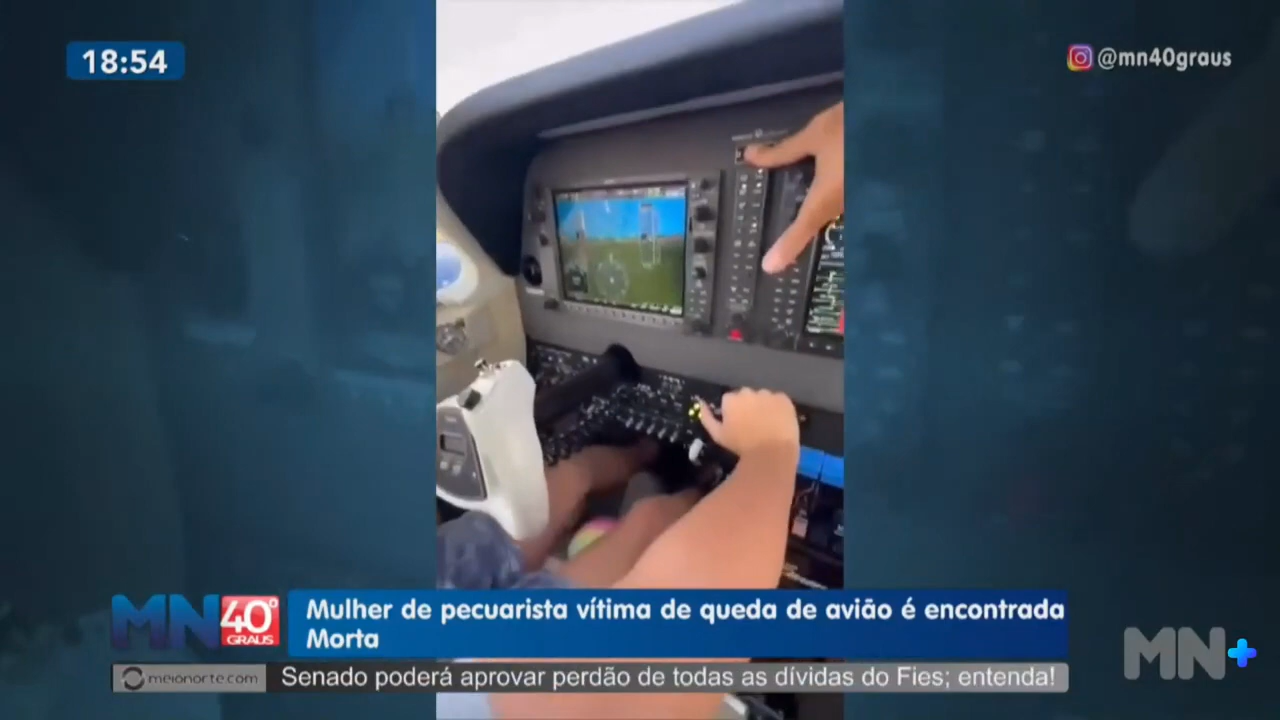 18:54
@mn40graus
MN 40°
GRAUS
Mulher de pecuarista vítima de queda de avião é encontrada
Morta
meionorte.com Senado poderá aprovar perdão de todas as dívidas do Fies; entenda!
MN+